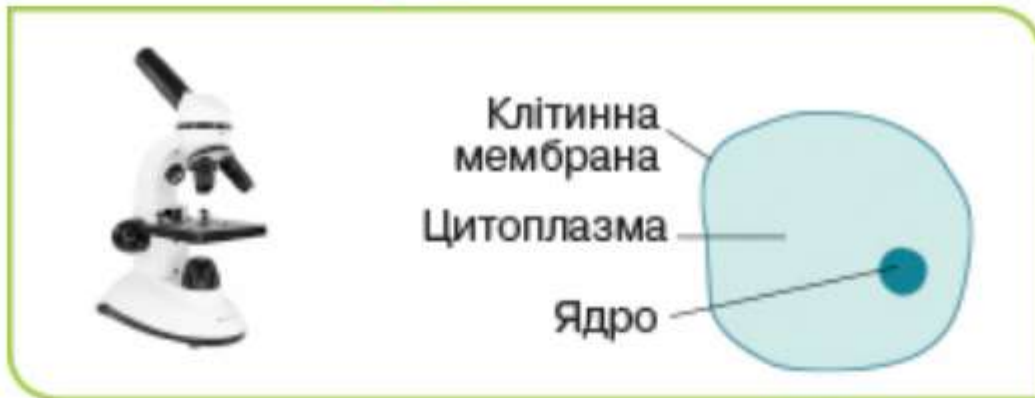 Клітинна
мембрана
Цитоплазма
Ядро